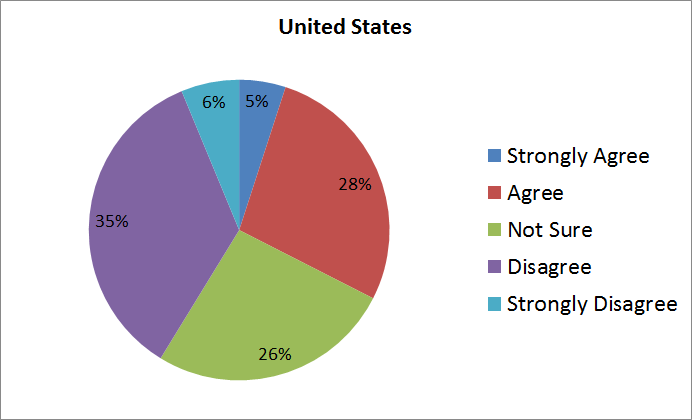 United States
6%
5%
28%
35%
26%
Strongly Agree
Agree
Not Sure
Disagree
Strongly Disagree